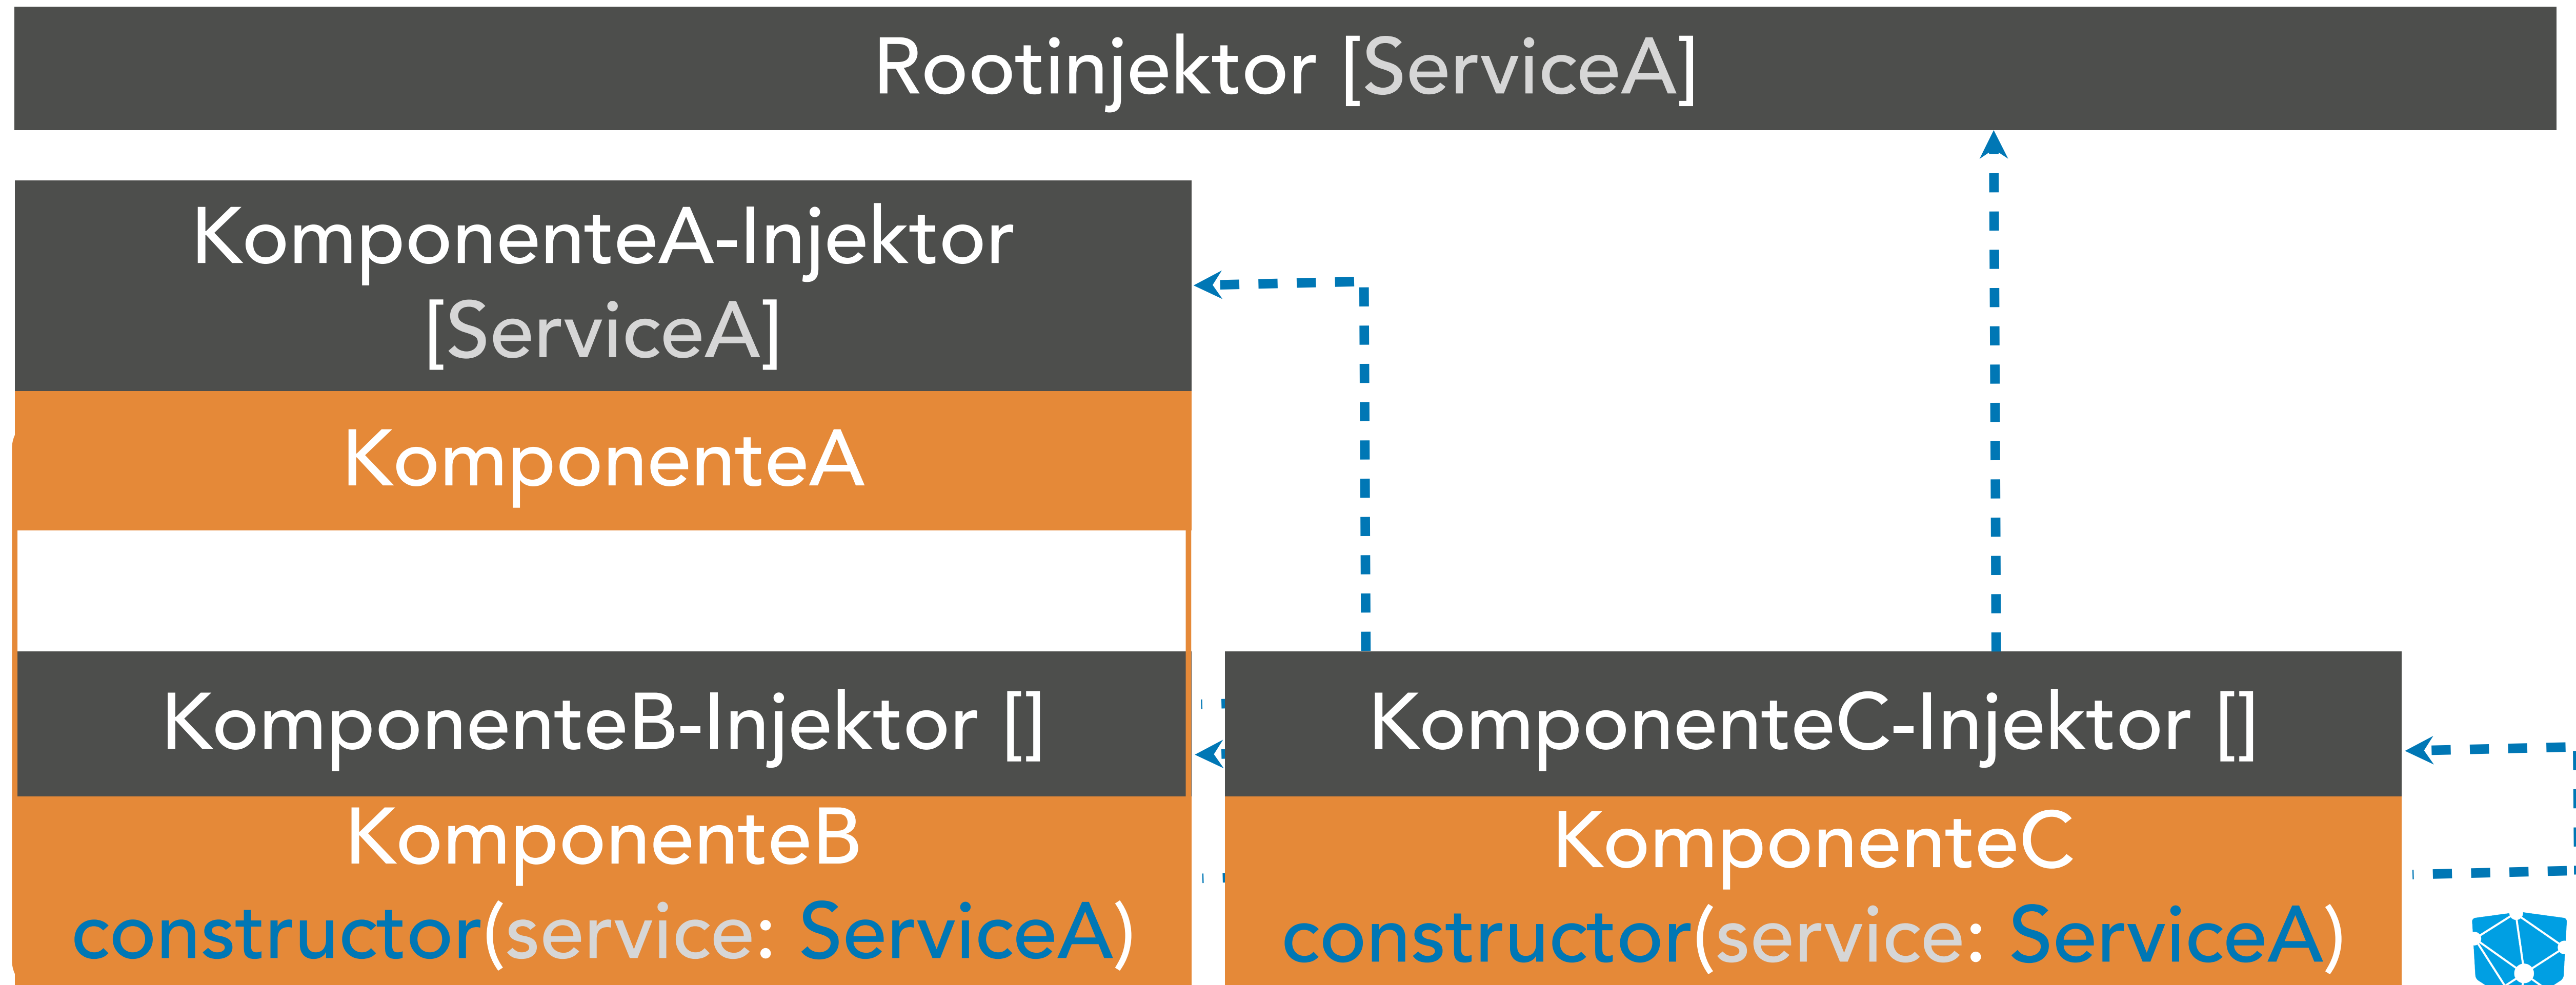 Rootinjektor [ServiceA]
KomponenteA-Injektor
[ServiceA]
KomponenteA
KomponenteB-Injektor []
KomponenteB
constructor(service: ServiceA)
KomponenteC-Injektor []
KomponenteC
constructor(service: ServiceA)